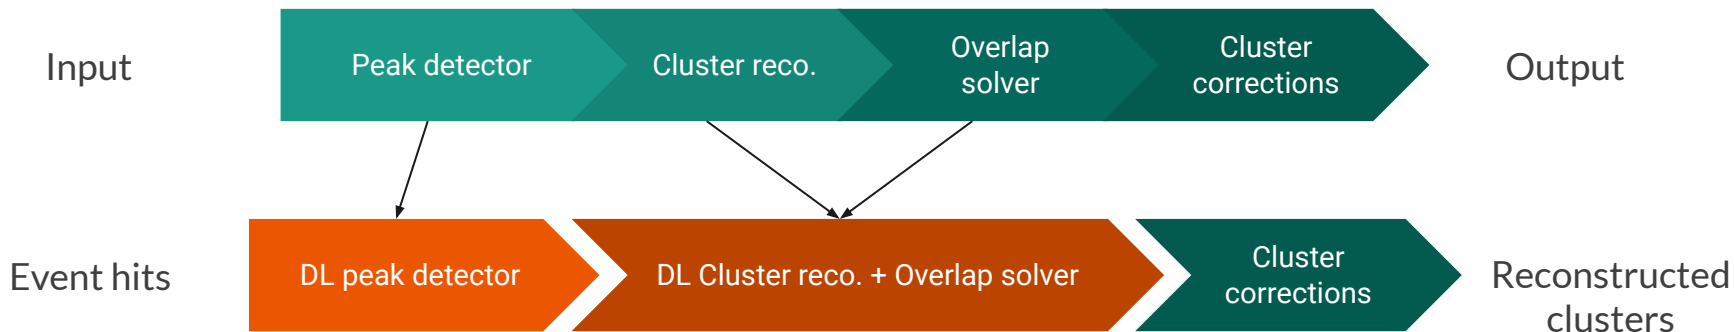 Input
Peak detector
Cluster reco.
Overlap
solver
Cluster
corrections
Output
Event hits
DL peak detector
DL Cluster reco. + Overlap solver
Cluster
corrections
Reconstructed
clusters